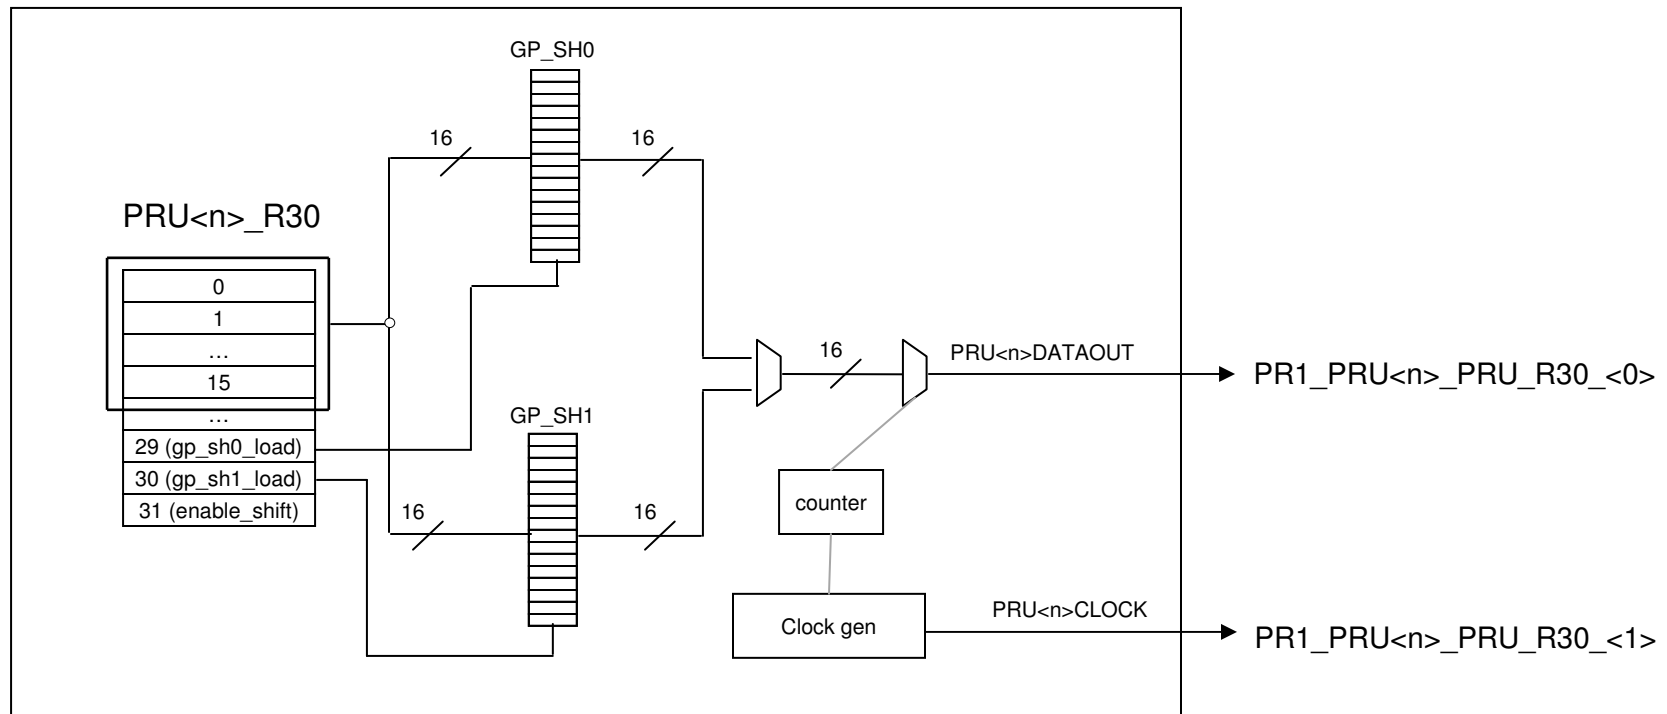 GP_SH0
16
16
PRU<n>_R30
0
1
...
15
...
29 (gp_sh0_load)
30 (gp_sh1_load)
31 (enable_shift)
16
GP_SH1
16
16
PRU<n>DATAOUT
PR1_PRU<n>_PRU_R30_<0>
counter
Clock gen
PRU<n>CLOCK
PR1_PRU<n>_PRU_R30_<1>